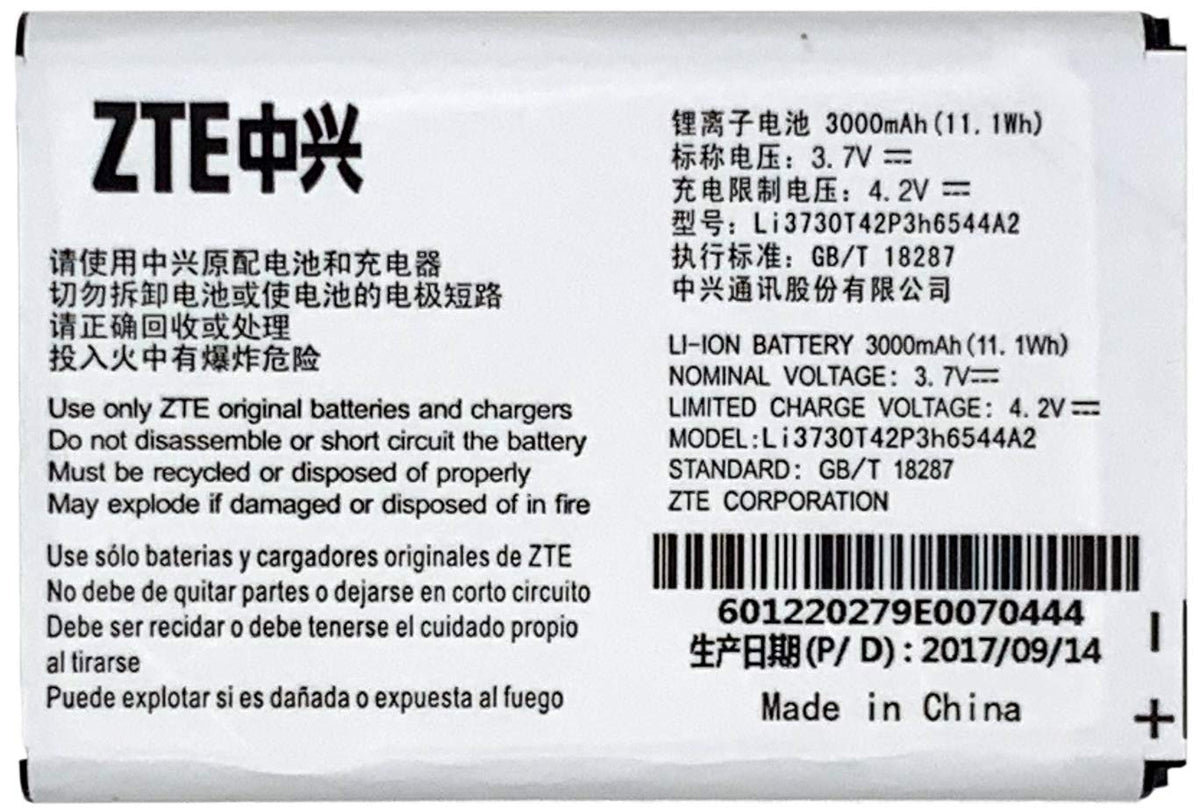 ZTE中兴
请使用中兴原配电池和充电器
切勿拆卸电池或使电池的电极短路
请正确回收或处理
投入火中有爆炸危险
Use only ZTE original batteries and chargers
Do not disassemble or short circuit the battery
Must be recycled or disposed of properly
May explode if damaged or disposed of in fire
Use sólo baterias y cargadores originales de ZTE
No debe de quitar partes o dejarse en corto circuito
Debe ser recidar o debe tenerse el cuidado propio
al tirarse
Puede explotar si es dañada o expuesta al fuego
锂离子电池 3000mAh(11.1Wh)
标称电压: 3.7V ⎓
充电限制电压: 4.2V ⎓
型号: Li3730T42P3h6544A2
执行标准: GB/T 18287
中兴通讯股份有限公司
LI-ION BATTERY 3000mAh(11.1Wh)
NOMINAL VOLTAGE: 3.7V⎓
LIMITED CHARGE VOLTAGE: 4.2V⎓
MODEL:Li3730T42P3h6544A2
STANDARD: GB/T 18287
ZTE CORPORATION
601220279E0070444
生产日期(P/ D) : 2017/09/14
Made in China
−
+